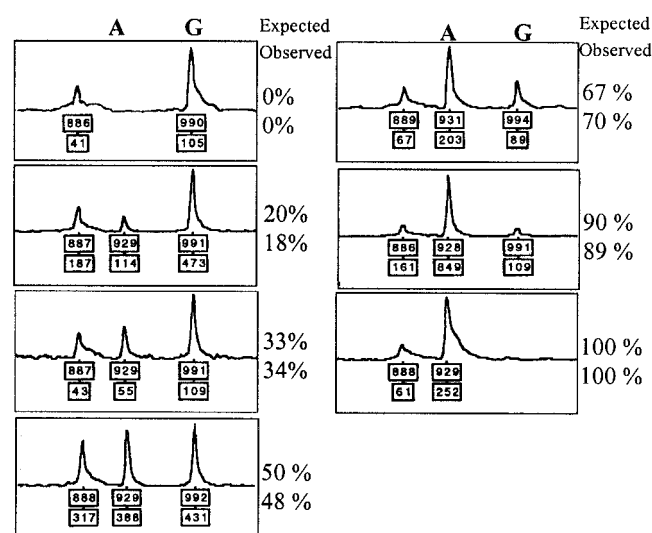 A G Expected
Observed
0%
0%
886 990
41 105
20%
18%
887 929 991
187 114 473
33%
34%
887 929 991
43 55 109
50 %
48 %
888 929 992
317 388 431
A G Expected
Observed
67 %
70 %
889 931 994
67 203 89
90 %
89 %
886 928 991
161 849 109
100 %
100 %
888 929
61 252